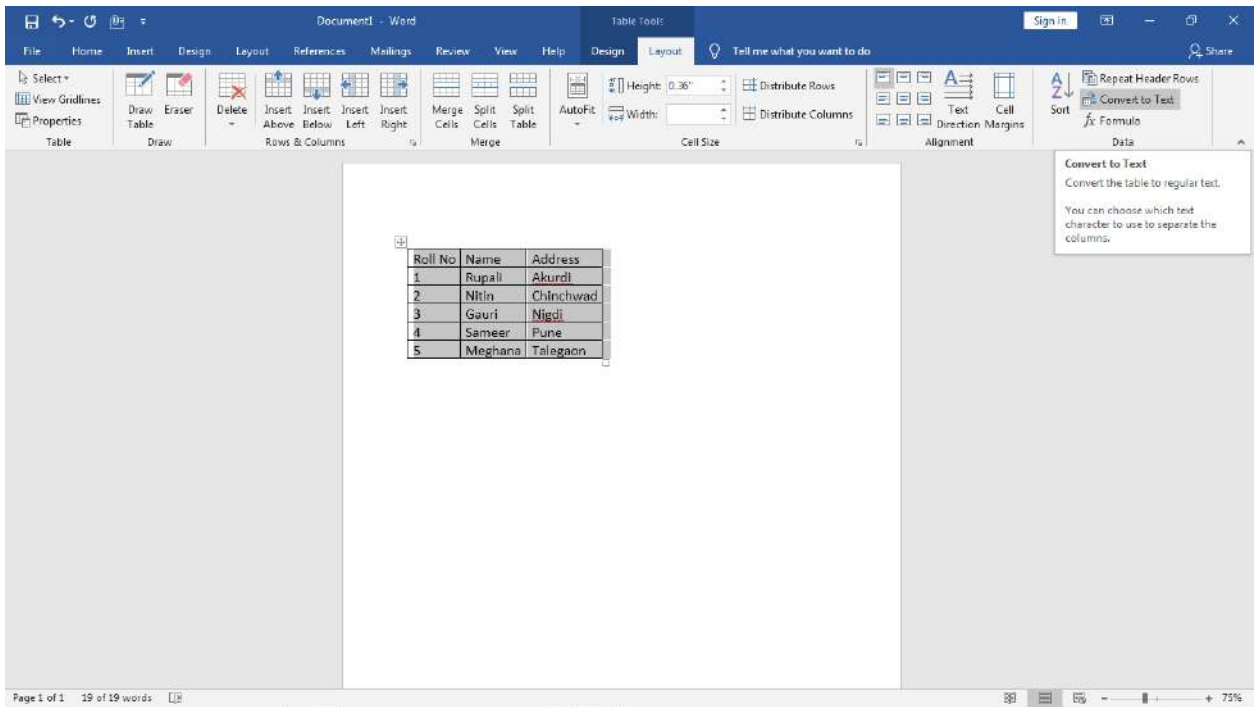 Document1 - Word
Table Tools
Sign in
File Home Insert Design Layout References Mailings Review View Help Design Layout Tell me what you want to do Share
Select
View Gridlines
Properties
Table
Draw Table
Eraser
Draw
Delete
Insert Above
Insert Below
Insert Left
Insert Right
Rows & Columns
Merge Cells
Split Cells
Split Table
Merge
AutoFit
Height: 0.36"
Width:
Distribute Rows
Distribute Columns
Cell Size
Text Direction
Cell Margins
Alignment
Sort
Repeat Header Rows
Convert to Text
fx Formula
Data
Convert to Text
Convert the table to regular text.
You can choose which text
character to use to separate the
columns.
Roll No Name Address
1 Rupali Akurdi
2 Nitin Chinchwad
3 Gauri Nigdi
4 Sameer Pune
5 Meghana Talegaon
Page 1 of 1 19 of 19 words 75%